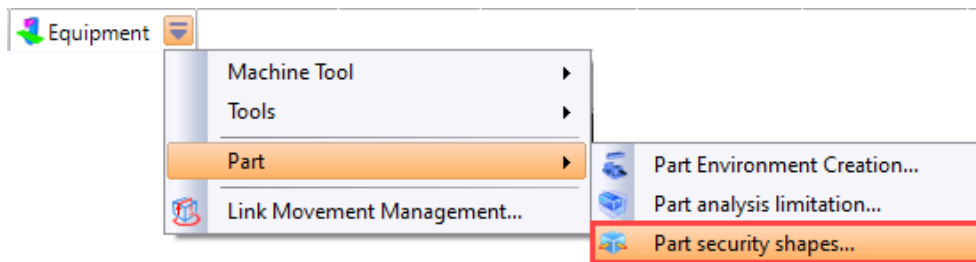 Equipment
Machine Tool
Tools
Part
Link Movement Management...
Part Environment Creation...
Part analysis limitation...
Part security shapes...